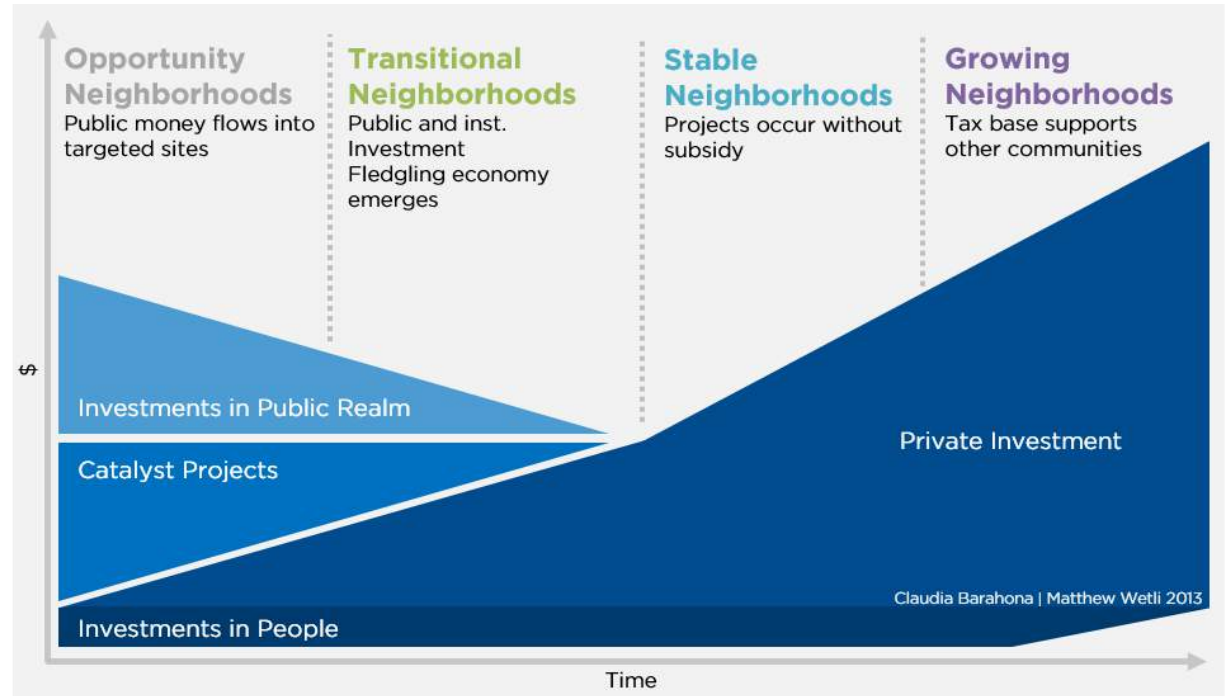 Opportunity
Neighborhoods
Public money flows into
targeted sites
Transitional
Neighborhoods
Public and inst.
Investment
Fledgling economy
emerges
Stable
Neighborhoods
Projects occur without
subsidy
Growing
Neighborhoods
Tax base supports
other communities
$
Investments in Public Realm
Catalyst Projects
Private Investment
Claudia Barahona | Matthew Wetli 2013
Investments in People
Time